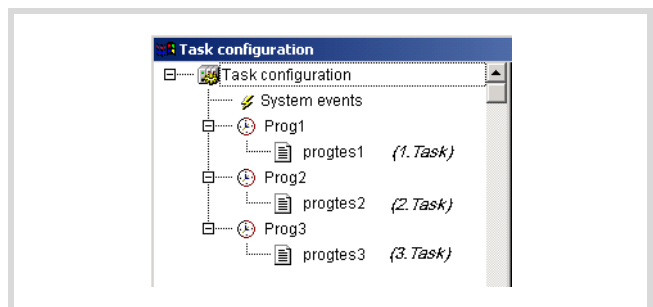 Task configuration
Task configuration
System events
Prog1
progtes1 (1.Task)
Prog2
progtes2 (2.Task)
Prog3
progtes3 (3.Task)